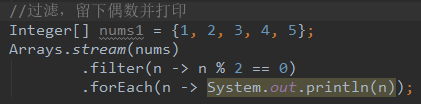 //过滤，留下偶数并打印
Integer[] nums1 = {1, 2, 3, 4, 5};
Arrays.stream(nums)
.filter(n -> n % 2 == 0)
.forEach(n -> System.out.println(n));